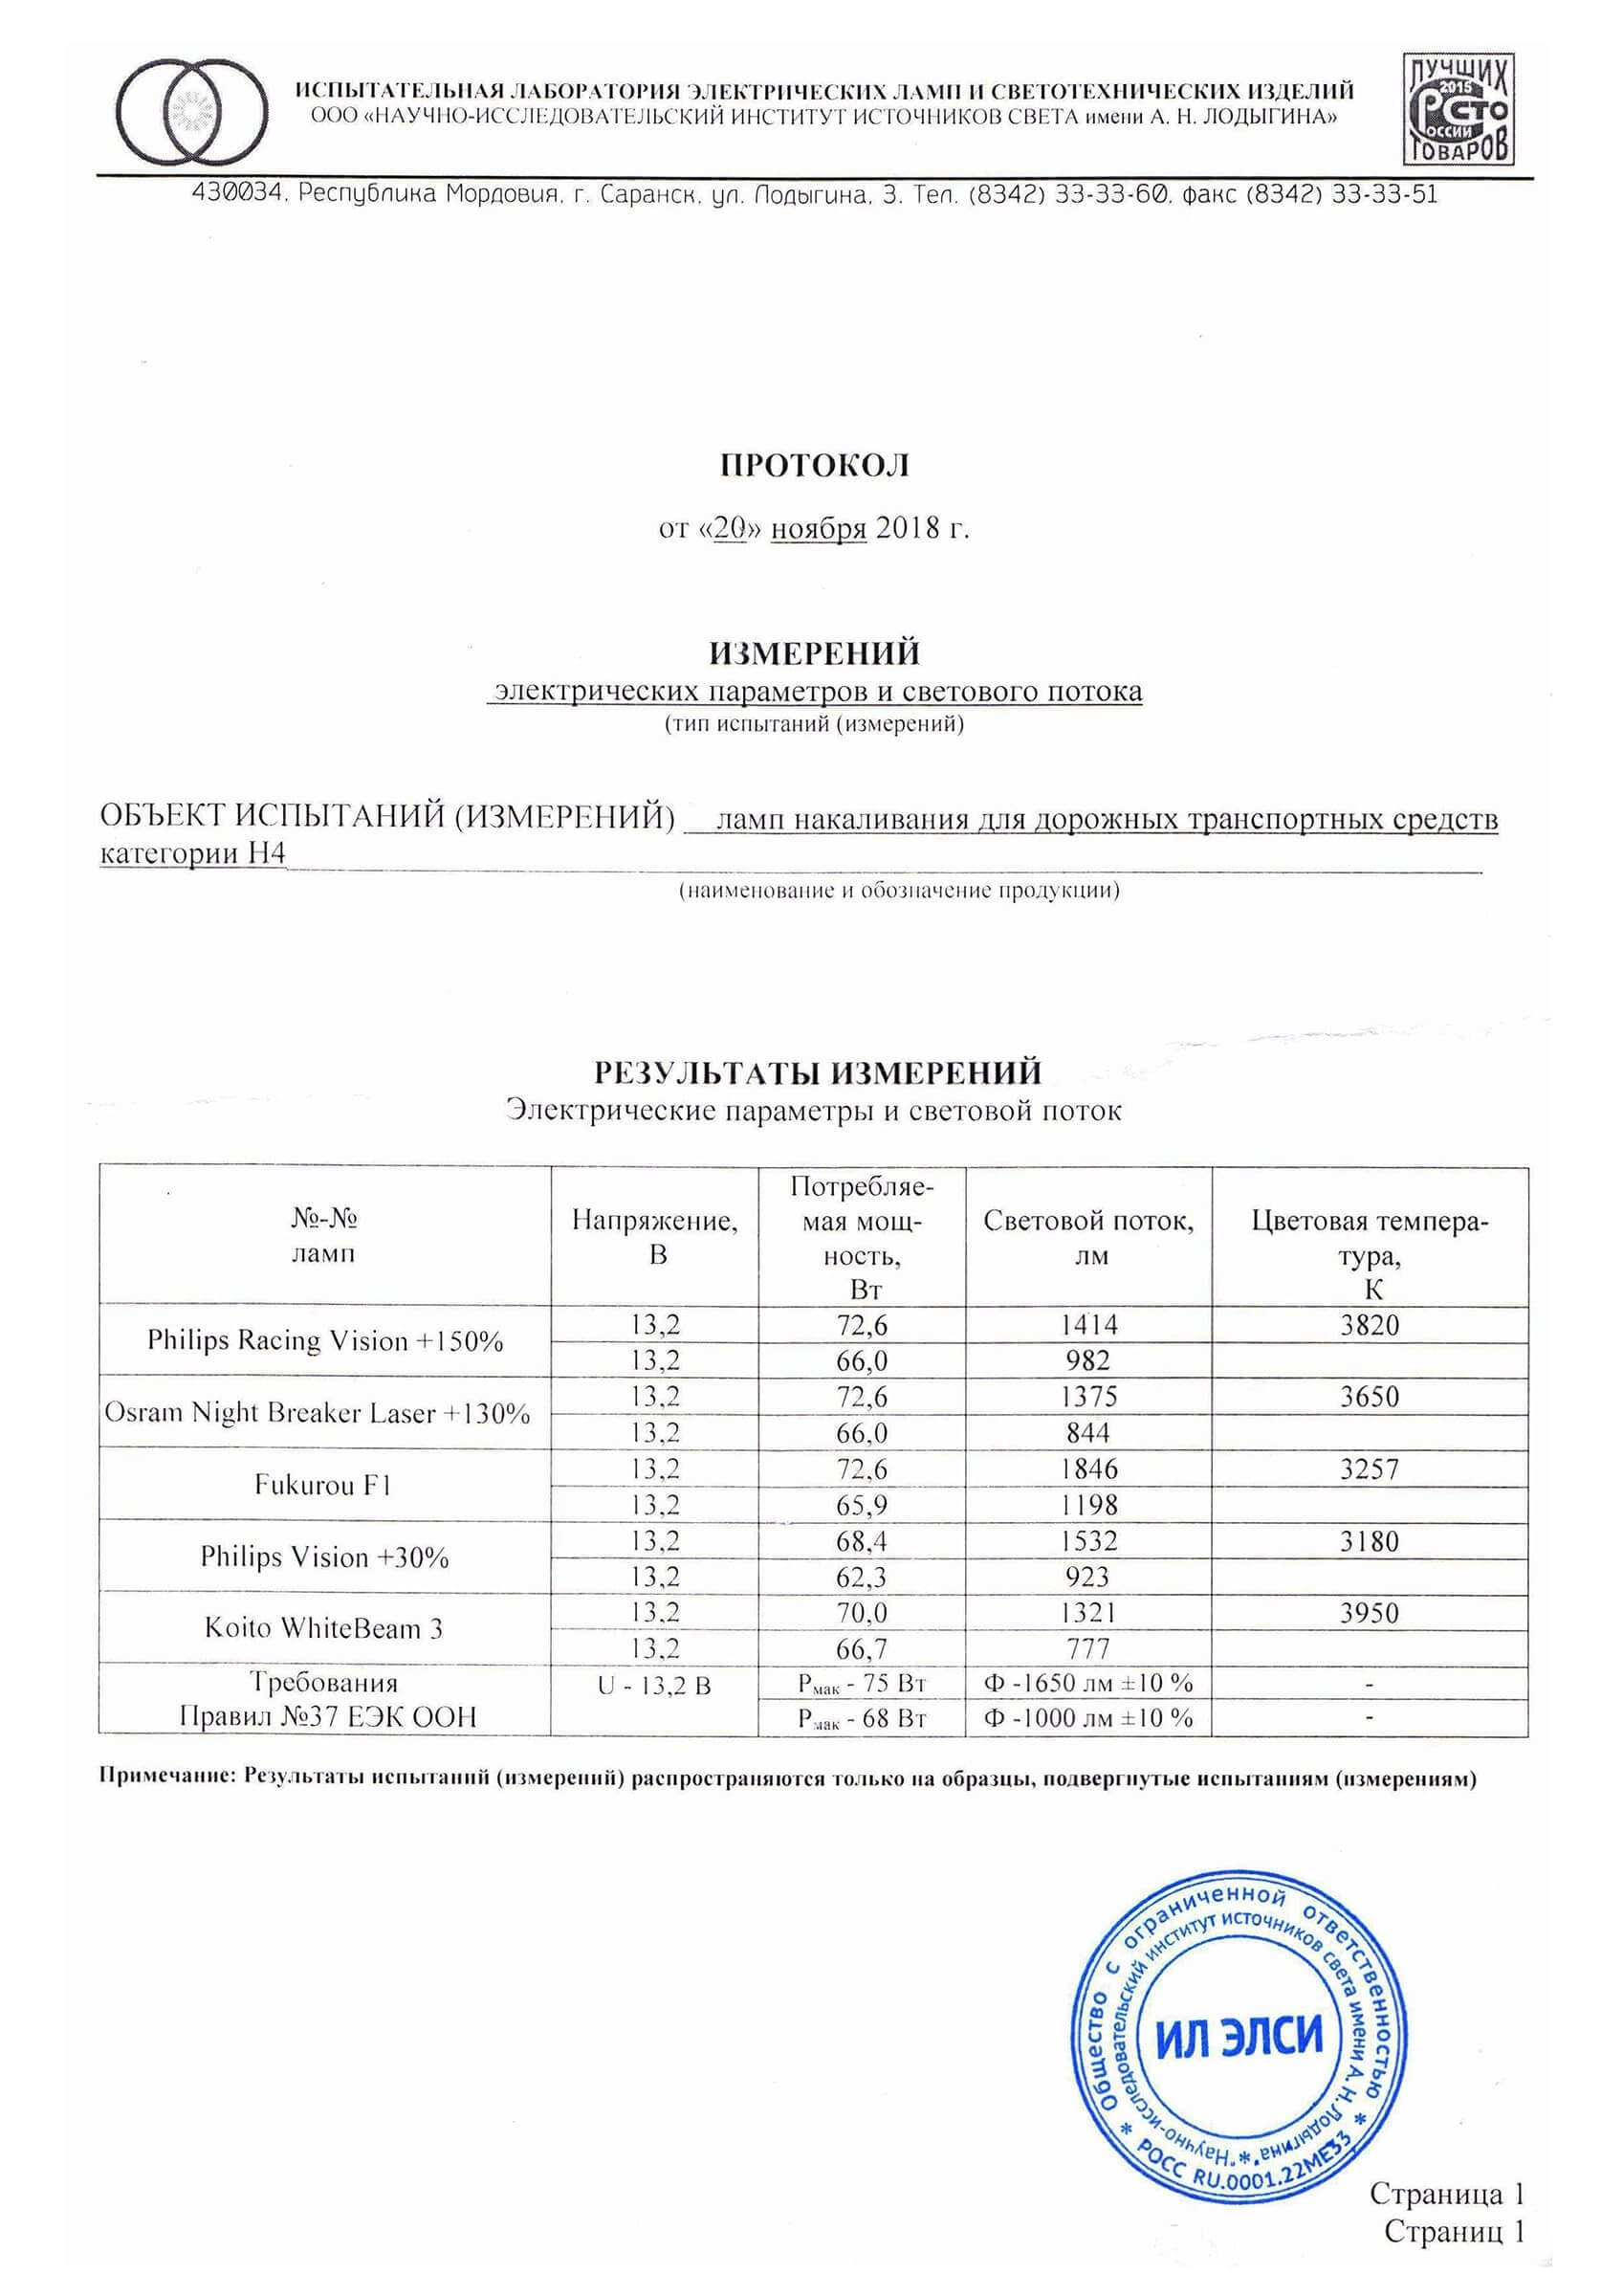 ИСПЫТАТЕЛЬНАЯ ЛАБОРАТОРИЯ ЭЛЕКТРИЧЕСКИХ ЛАМП И СВЕТОТЕХНИЧЕСКИХ ИЗДЕЛИЙ
ООО «НАУЧНО-ИССЛЕДОВАТЕЛЬСКИЙ ИНСТИТУТ ИСТОЧНИКОВ СВЕТА имени А. Н. ЛОДЫГИНА»
ЛУЧШИХ
2015
СТО
РОССИИ
ТОВАРОВ
430034, Республика Мордовия, г. Саранск, ул. Лодыгина, 3. Тел. (8342) 33-33-60, факс (8342) 33-33-51
ПРОТОКОЛ
от «20» ноября 2018 г.
ИЗМЕРЕНИЙ
электрических параметров и светового потока
(тип испытаний (измерений)
ОБЪЕКТ ИСПЫТАНИЙ (ИЗМЕРЕНИЙ) ламп накаливания для дорожных транспортных средств
категории Н4
(наименование и обозначение продукции)
РЕЗУЛЬТАТЫ ИЗМЕРЕНИЙ
Электрические параметры и световой поток
№-№
ламп
Напряжение,
В
Потребляе-
мая мощ-
ность,
Вт
Световой поток,
лм
Цветовая темпера-
тура,
К
Philips Racing Vision +150%
13,2 72,6 1414 3820
13,2 66,0 982
Osram Night Breaker Laser +130%
13,2 72,6 1375 3650
13,2 66,0 844
Fukurou F1
13,2 72,6 1846 3257
13,2 65,9 1198
Philips Vision +30%
13,2 68,4 1532 3180
13,2 62,3 923
Koito WhiteBeam 3
13,2 70,0 1321 3950
13,2 66,7 777
Требования
Правил №37 ЕЭК ООН
U - 13,2 В
Рмак - 75 Вт Ф -1650 лм ±10 % -
Рмак - 68 Вт Ф -1000 лм ±10 % -
Примечание: Результаты испытаний (измерений) распространяются только на образцы, подвергнутые испытаниям (измерениям)
Общество с ограниченной ответственностью
* РОСС RU.0001.22МЕ33 *
"Научно-исследовательский институт источников света имени А. Н. Лодыгина" *
ИЛ ЭЛСИ
Страница 1
Страниц 1